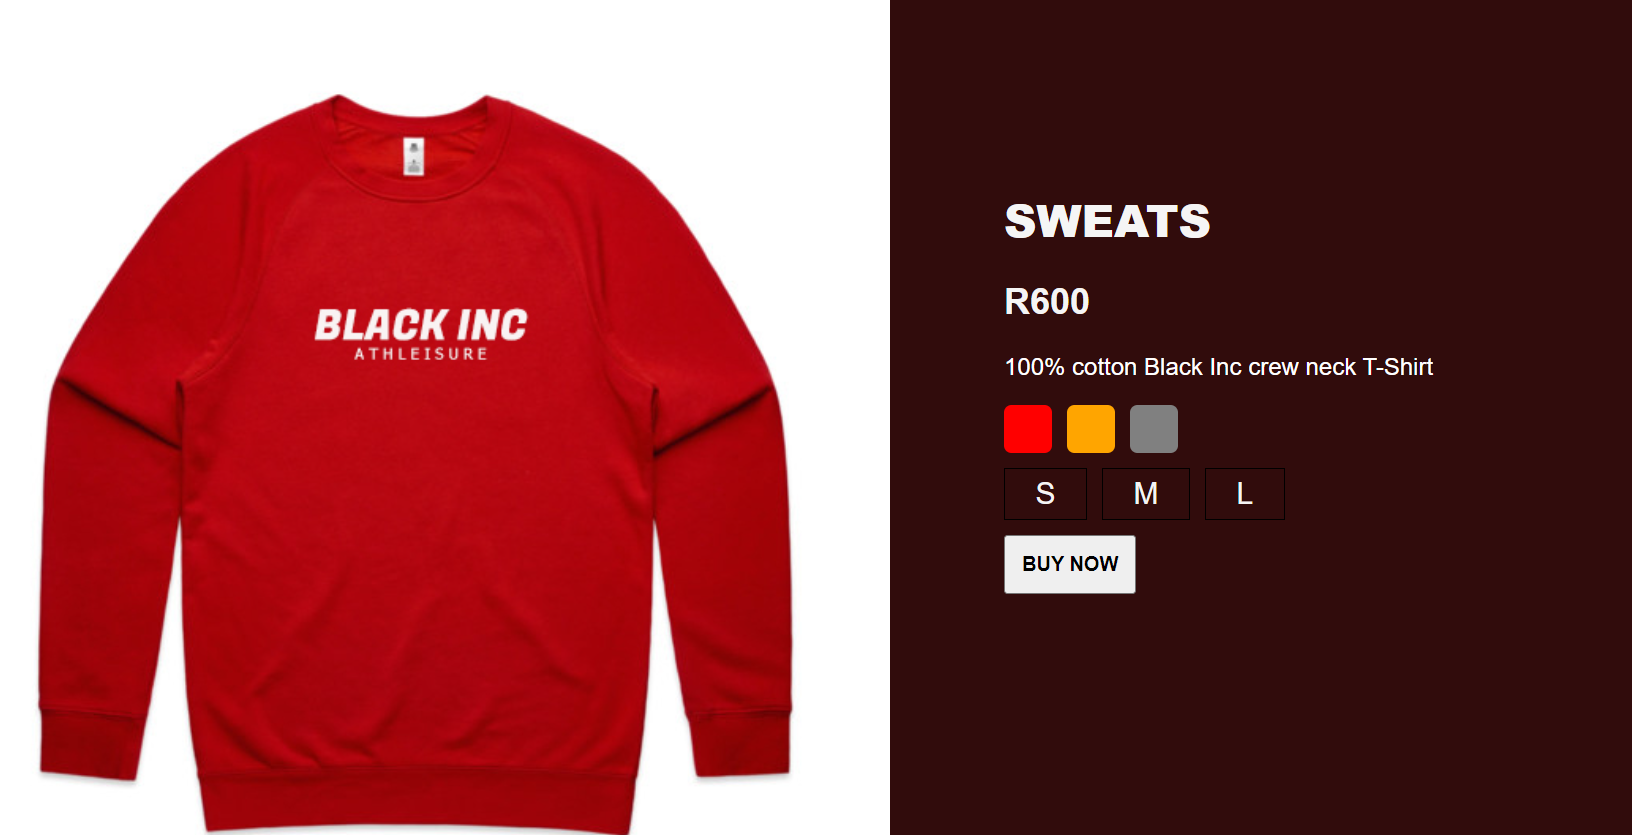 BLACK INC
ATHLEISURE
SWEATS
R600
100% cotton Black Inc crew neck T-Shirt
S M L
BUY NOW